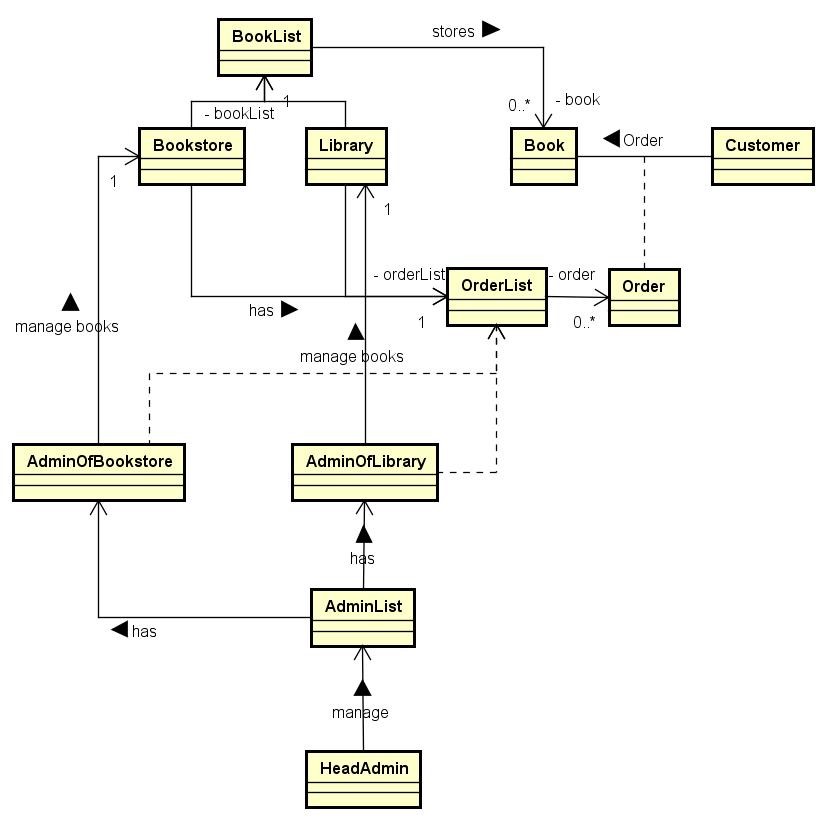 BookList
stores
1
- bookList
0..*
- book
Bookstore
Library
Book
Order
Customer
1
1
- orderList
OrderList
- order
Order
has
1
0..*
manage books
manage books
AdminOfBookstore
AdminOfLibrary
has
AdminList
has
manage
HeadAdmin